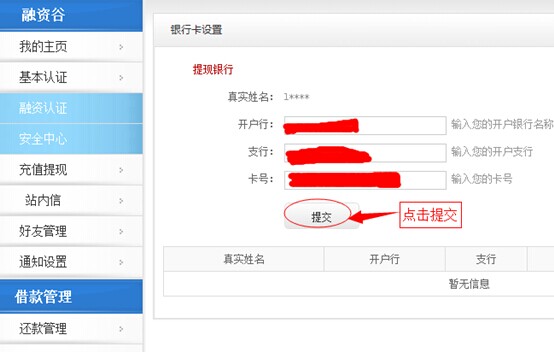 融资谷
我的主页
基本认证
融资认证
安全中心
充值提现
站内信
好友管理
通知设置
借款管理
还款管理
银行卡设置
提现银行
真实姓名: l****
开户行: 输入您的开户银行名称
支行: 输入您的开户支行
卡号: 输入您的卡号
提交
点击提交
真实姓名 开户行 支行
暂无信息